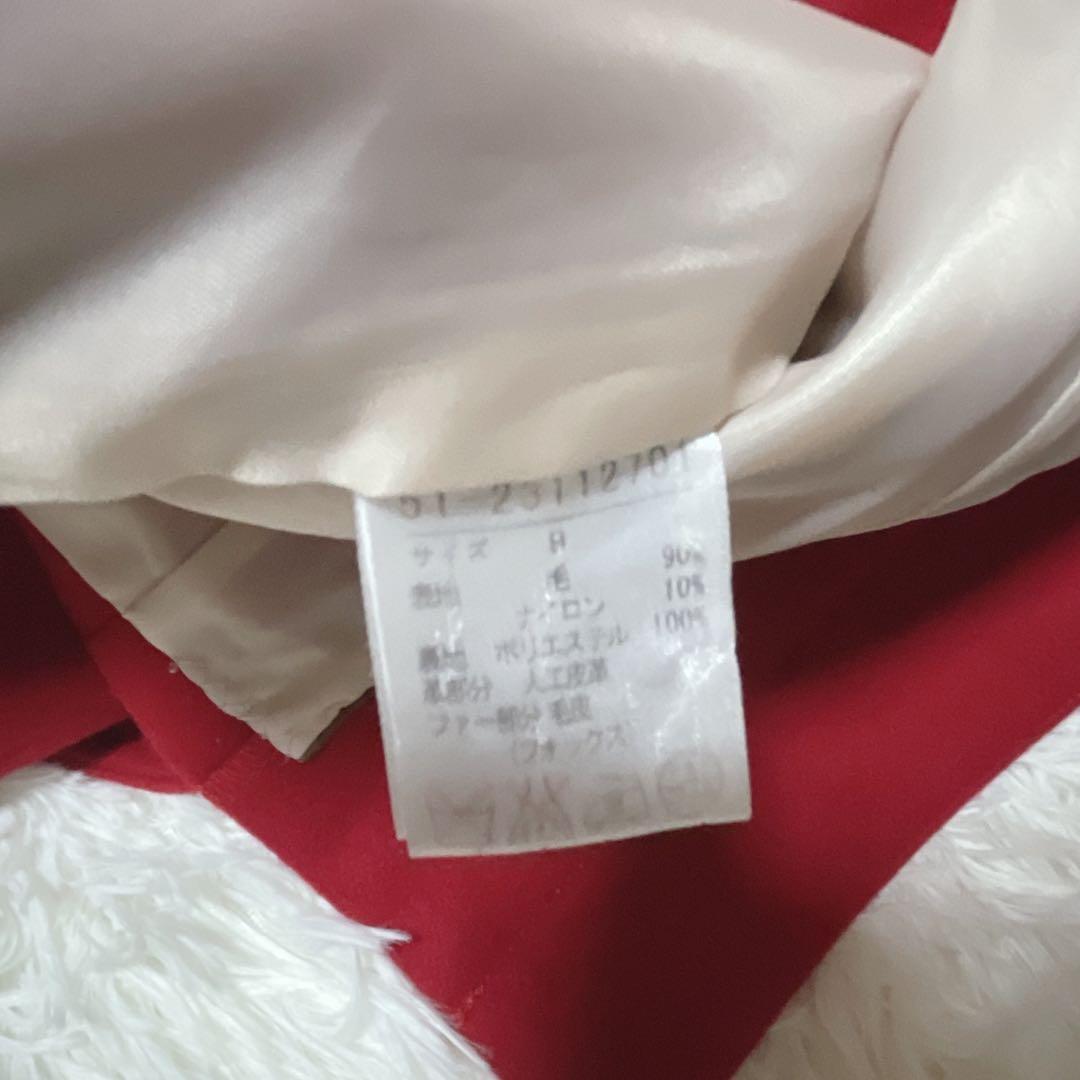 51-23112701
サイズ M
表地 毛 90%
ナイロン 10%
裏地 ポリエステル 100%
革部分 人工皮革
ファー部分 毛皮
(フォックス